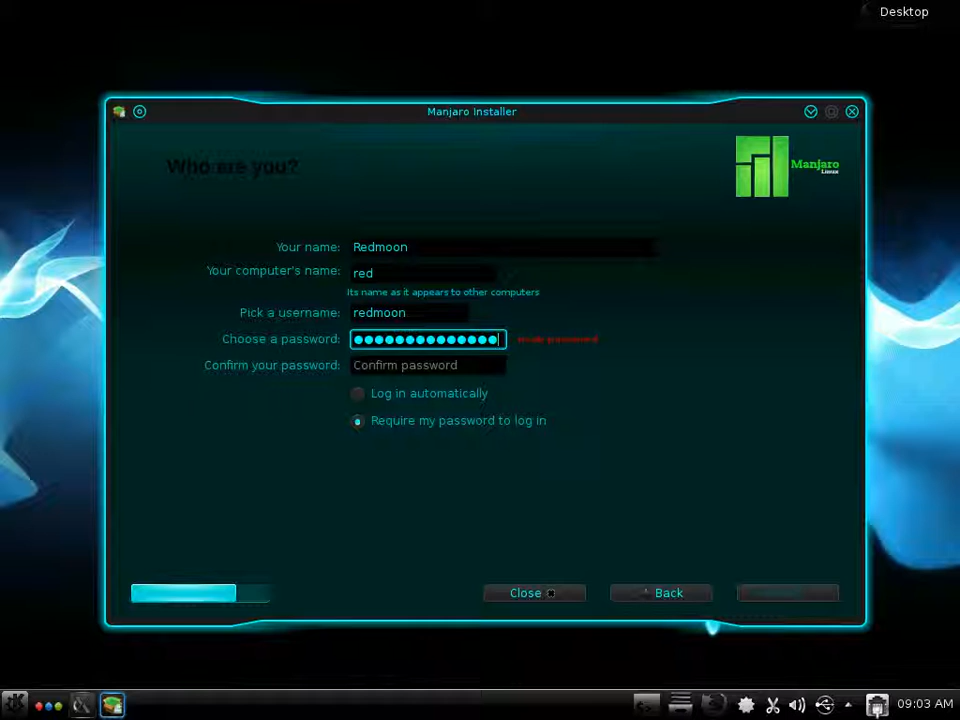 Desktop
Manjaro Installer
Who are you?
Manjaro
Linux
Your name: Redmoon
Your computer's name: red
Its name as it appears to other computers
Pick a username: redmoon
Choose a password:
Confirm your password: Confirm password
Log in automatically
Require my password to log in
Close
Back
09:03 AM